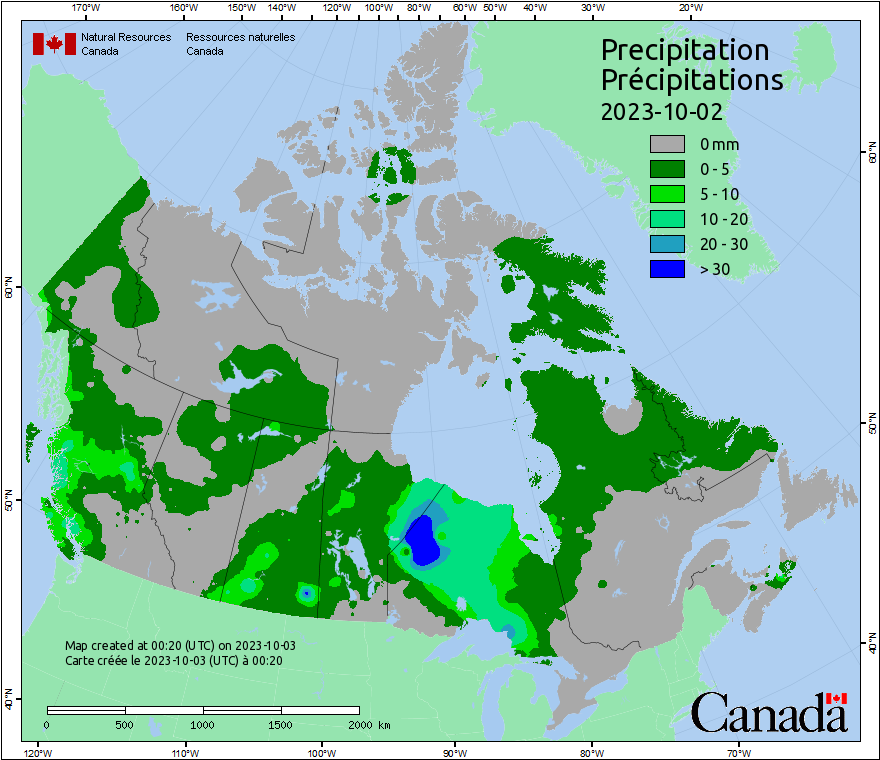 170°W 160°W 150°W 140°W 130°W 120°W 110°W 100°W 90°W 80°W 60°W 50°W 40°W 30°W 20°W
Natural Resources Canada
Ressources naturelles Canada
Precipitation
Précipitations
2023-10-02
0 mm
0 - 5
5 - 10
10 - 20
20 - 30
> 30
60°N
60°N
50°N
50°N
40°N
40°N
Map created at 00:20 (UTC) on 2023-10-03
Carte créée le 2023-10-03 (UTC) à 00:20
0 500 1000 1500 2000 km
Canada
120°W 110°W 100°W 90°W 80°W 70°W